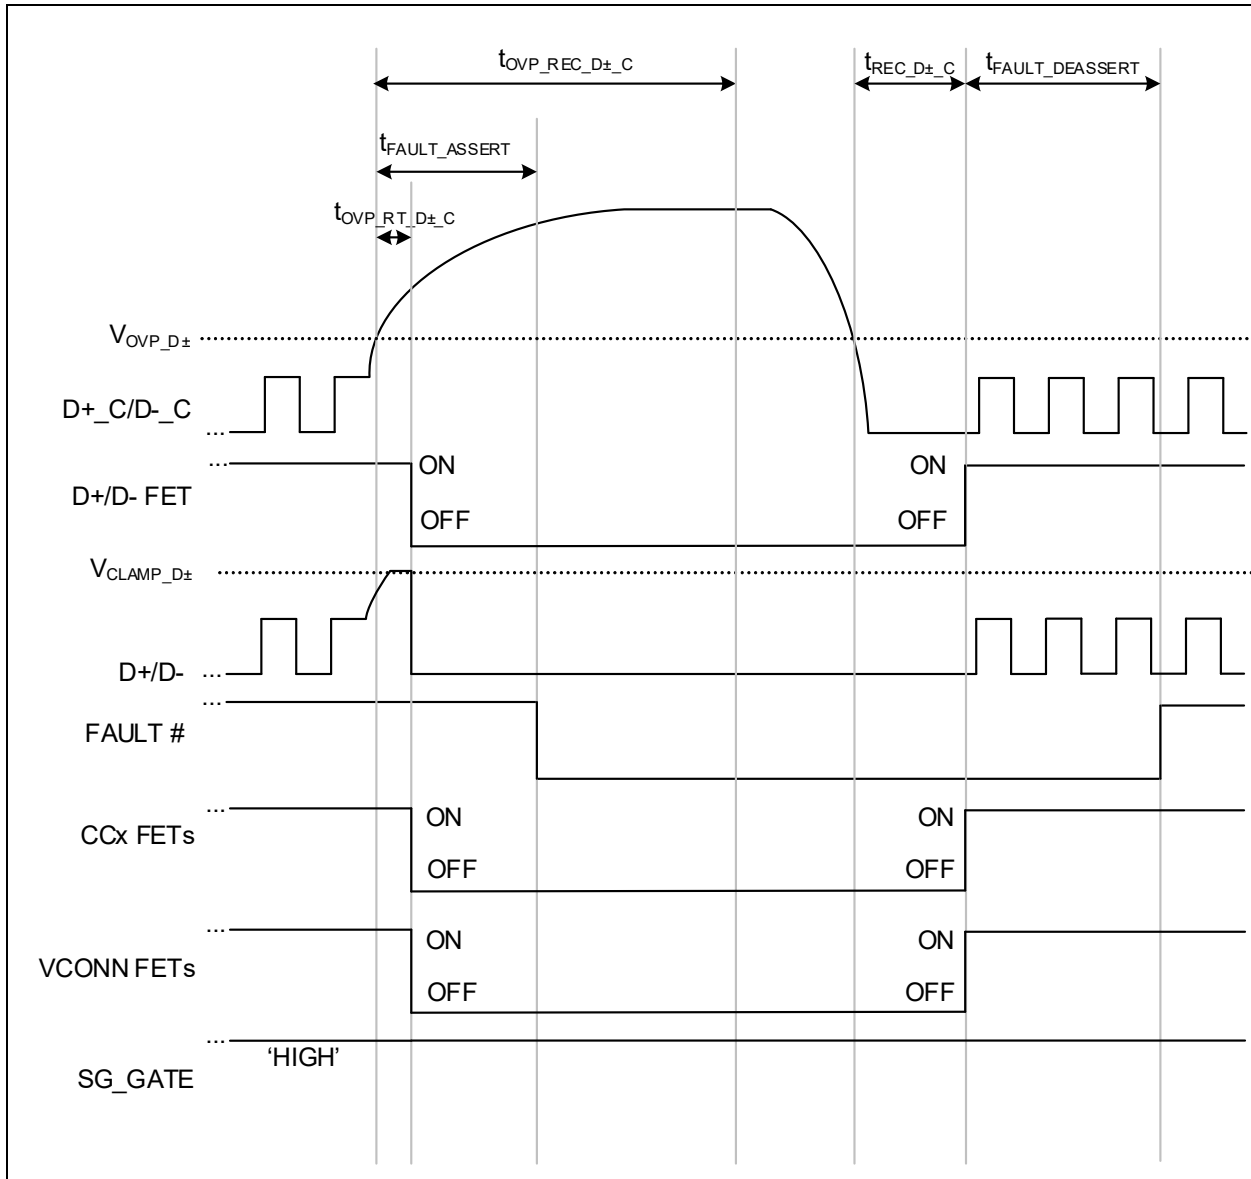 tOVP_REC_D±_C
tREC_D±_C
tFAULT_DEASSERT
tFAULT_ASSERT
tOVP_RT_D±_C
VOVP_D±
D+_C/D-_C
...
...
ON
ON
D+/D- FET
OFF
OFF
VCLAMP_D±
D+/D-
...
...
FAULT #
...
ON
ON
CCx FETs
OFF
OFF
...
ON
ON
VCONN FETs
OFF
OFF
...
‘HIGH’
SG_GATE